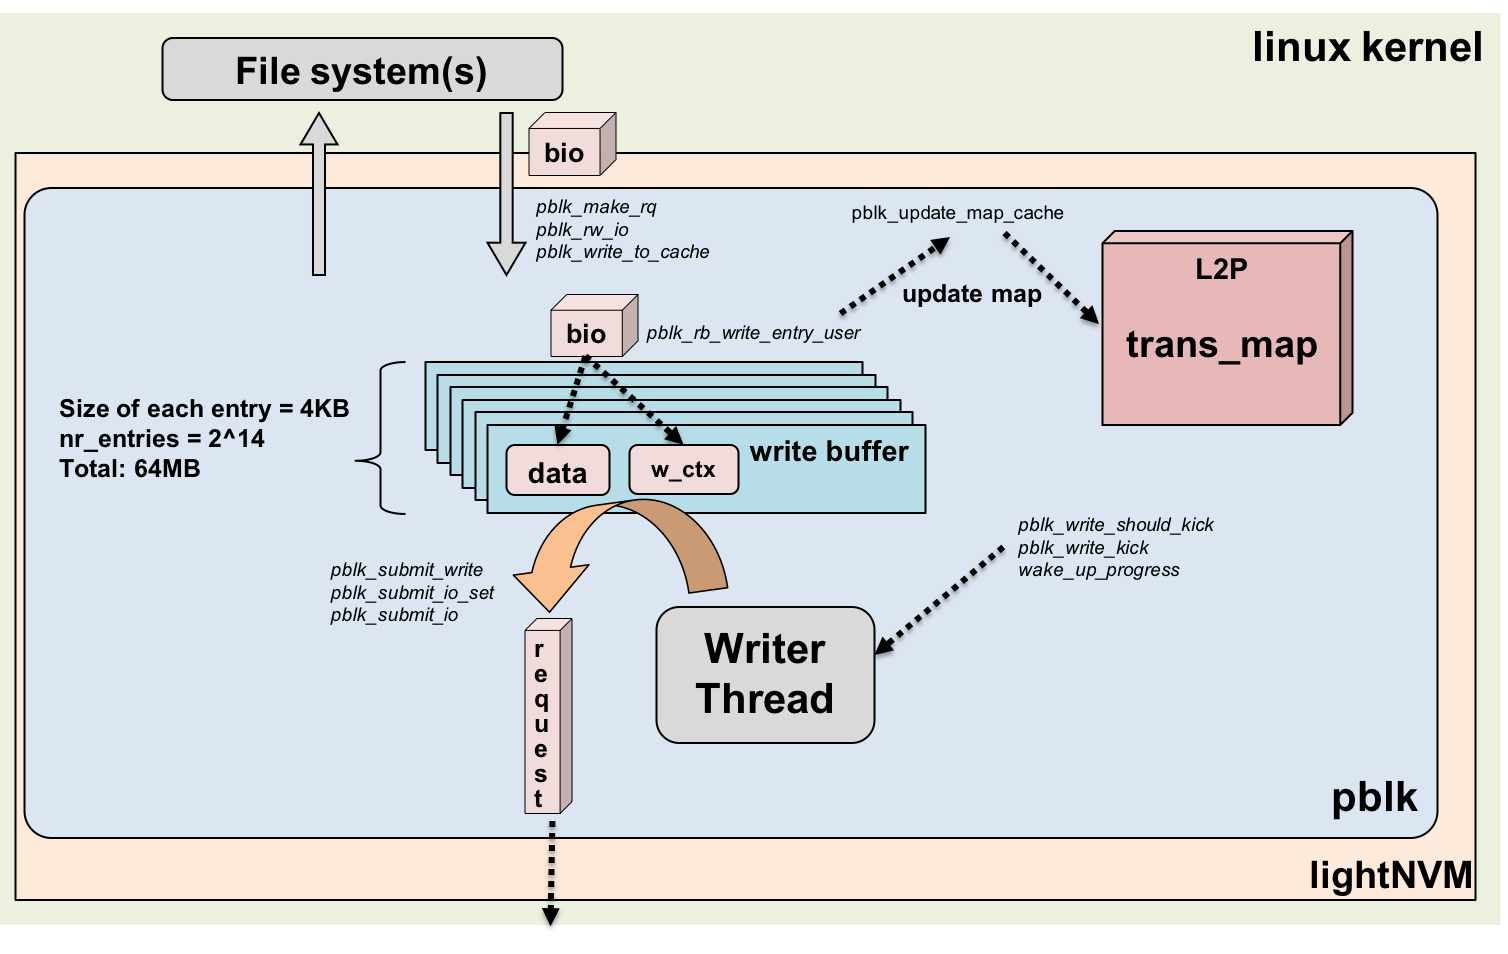 linux kernel
File system(s)
bio
pblk_make_rq
pblk_rw_io
pblk_write_to_cache
pblk_update_map_cache
update map
L2P
trans_map
bio
pblk_rb_write_entry_user
Size of each entry = 4KB
nr_entries = 2^14
Total: 64MB
write buffer
data
w_ctx
pblk_write_should_kick
pblk_write_kick
wake_up_progress
pblk_submit_write
pblk_submit_io_set
pblk_submit_io
request
Writer
Thread
pblk
lightNVM